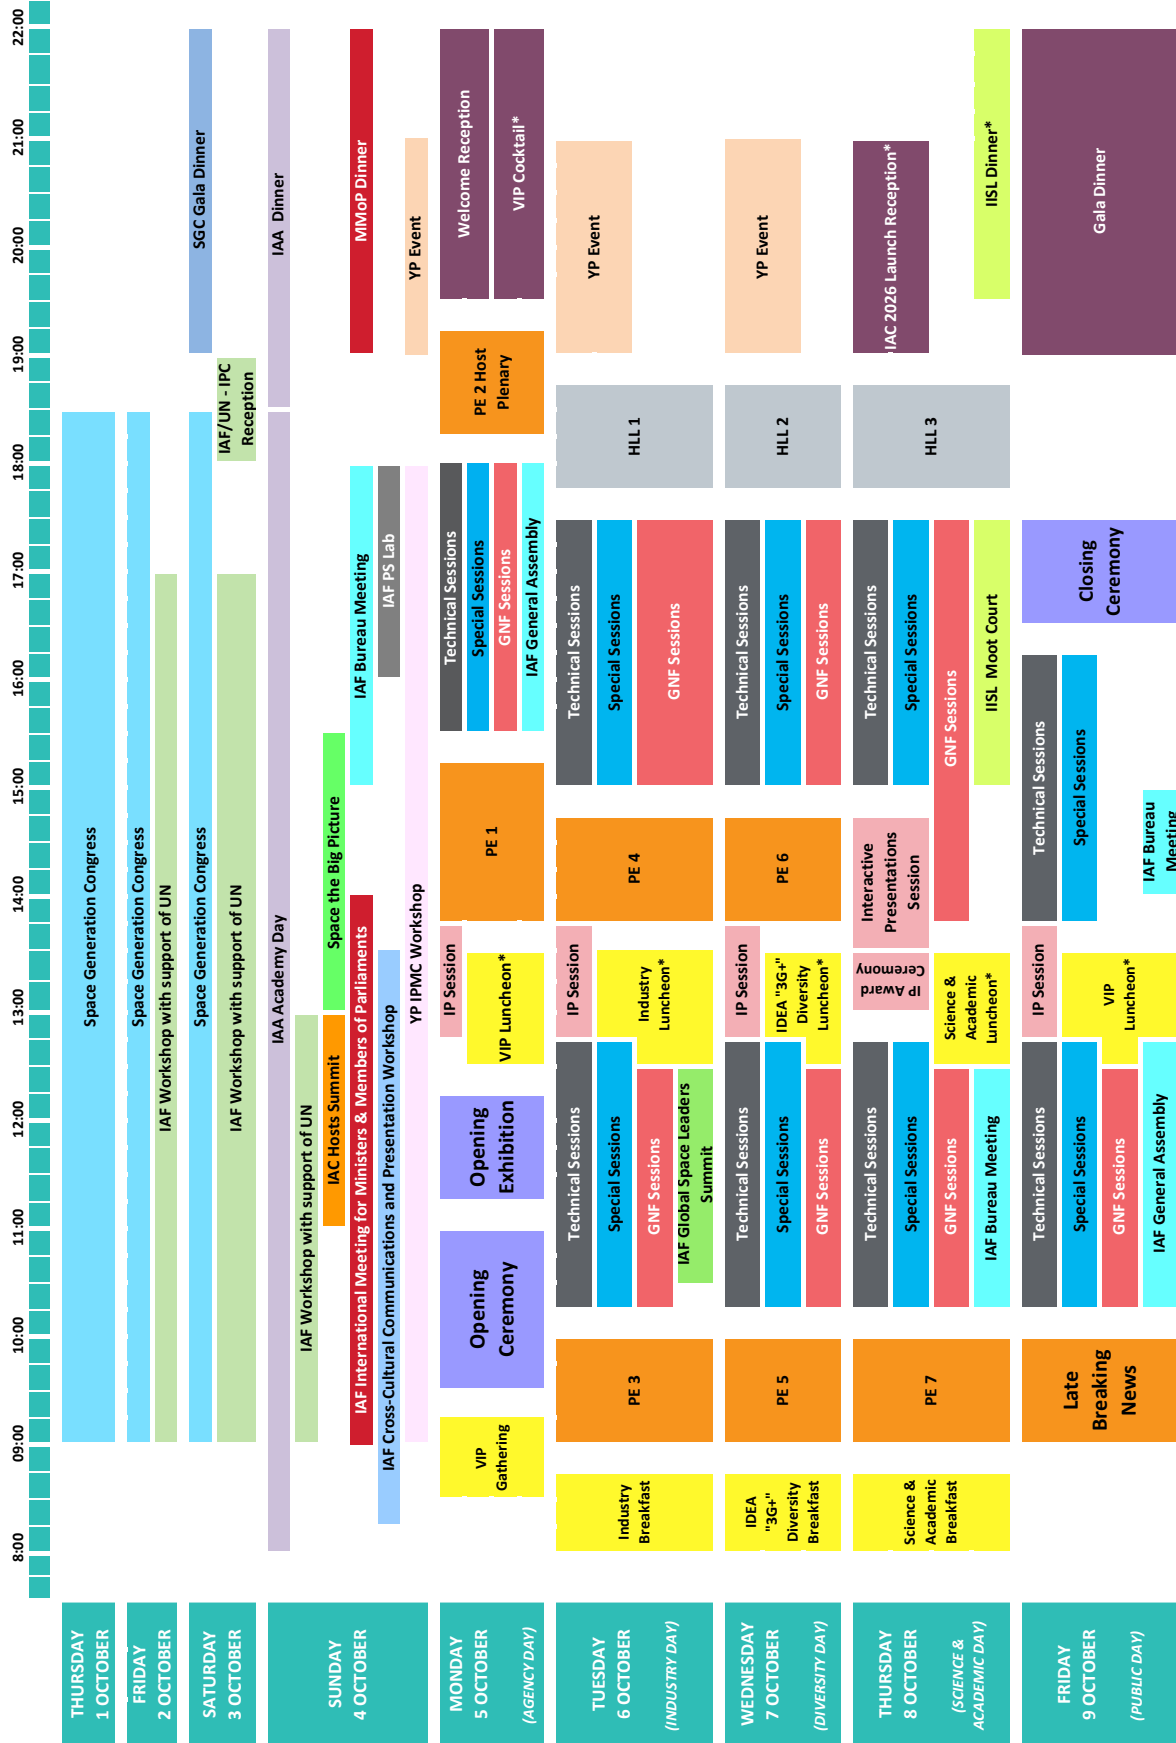 8:00
09:00
10:00
11:00
12:00
13:00
14:00
15:00
16:00
17:00
18:00
19:00
20:00
21:00
22:00
THURSDAY
1 OCTOBER
Space Generation Congress
FRIDAY
2 OCTOBER
Space Generation Congress
IAF Workshop with support of UN
SATURDAY
3 OCTOBER
Space Generation Congress
SGC Gala Dinner
IAF Workshop with support of UN
IAF/UN - IPC
Reception
SUNDAY
4 OCTOBER
IAA Academy Day
IAA Dinner
IAF Workshop with support of UN
IAC Hosts Summit
Space the Big Picture
IAF International Meeting for Ministers & Members of Parliaments
IAF Bureau Meeting
MMoP Dinner
IAF Cross-Cultural Communications and Presentation Workshop
IAF PS Lab
YP IPMC Workshop
YP Event
MONDAY
5 OCTOBER
(AGENCY DAY)
VIP
Gathering
Opening
Ceremony
Opening
Exhibition
IP Session
VIP Luncheon*
PE 1
Technical Sessions
Special Sessions
GNF Sessions
IAF General Assembly
PE 2 Host
Plenary
Welcome Reception
VIP Cocktail*
TUESDAY
6 OCTOBER
(INDUSTRY DAY)
Industry
Breakfast
PE 3
Technical Sessions
Special Sessions
GNF Sessions
IAF Global Space Leaders
Summit
IP Session
Industry
Luncheon*
PE 4
Technical Sessions
Special Sessions
GNF Sessions
HLL 1
YP Event
WEDNESDAY
7 OCTOBER
(DIVERSITY DAY)
IDEA
"3G+"
Diversity
Breakfast
PE 5
Technical Sessions
Special Sessions
GNF Sessions
IP Session
IDEA "3G+"
Diversity
Luncheon*
PE 6
Technical Sessions
Special Sessions
GNF Sessions
HLL 2
YP Event
THURSDAY
8 OCTOBER
(SCIENCE &
ACADEMIC DAY)
Science &
Academic
Breakfast
PE 7
Technical Sessions
Special Sessions
GNF Sessions
IAF Bureau Meeting
IP Award
Ceremony
Science &
Academic
Luncheon*
Interactive
Presentations
Session
Technical Sessions
Special Sessions
GNF Sessions
IISL Moot Court
HLL 3
IAC 2026 Launch Reception*
IISL Dinner*
FRIDAY
9 OCTOBER
(PUBLIC DAY)
Late
Breaking
News
Technical Sessions
Special Sessions
GNF Sessions
IAF General Assembly
IP Session
VIP
Luncheon*
Technical Sessions
Special Sessions
IAF Bureau
Meeting
Closing
Ceremony
Gala Dinner